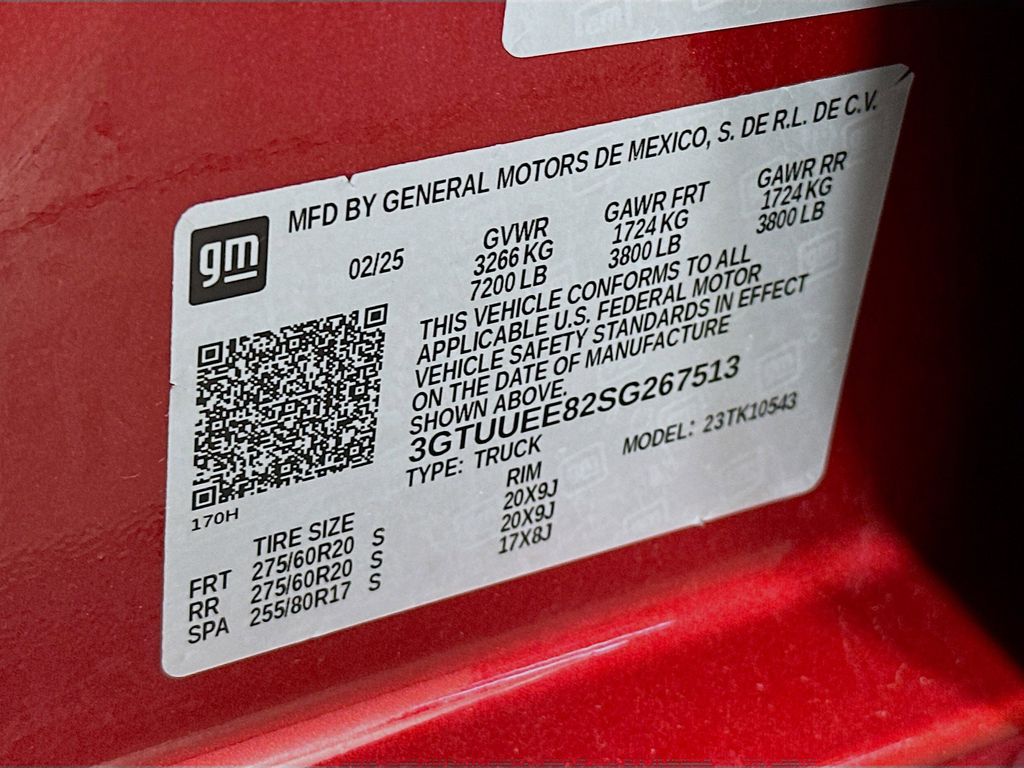 MFD BY GENERAL MOTORS DE MEXICO, S. DE R.L. DE C.V.
gm
02/25
GVWR
3266 KG
7200 LB
GAWR FRT
1724 KG
3800 LB
GAWR RR
1724 KG
3800 LB
THIS VEHICLE CONFORMS TO ALL
APPLICABLE U.S. FEDERAL MOTOR
VEHICLE SAFETY STANDARDS IN EFFECT
ON THE DATE OF MANUFACTURE
SHOWN ABOVE.
3GTUUEE82SG267513
TYPE: TRUCK MODEL: 23TK10543
170H
TIRE SIZE RIM
FRT 275/60R20 S 20X9J
RR 275/60R20 S 20X9J
SPA 255/80R17 S 17X8J